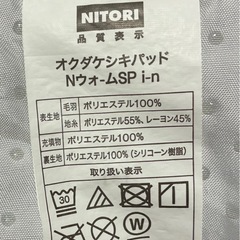 NITORI
品質表示
オクダケシキパッド
NウォームSP i-n
表生地 毛羽 ポリエステル100%
地糸 ポリエステル55%、レーヨン45%
充填物 ポリエステル100%
裏生地 ポリエステル100%(シリコーン樹脂)
取り扱い表示
30
W